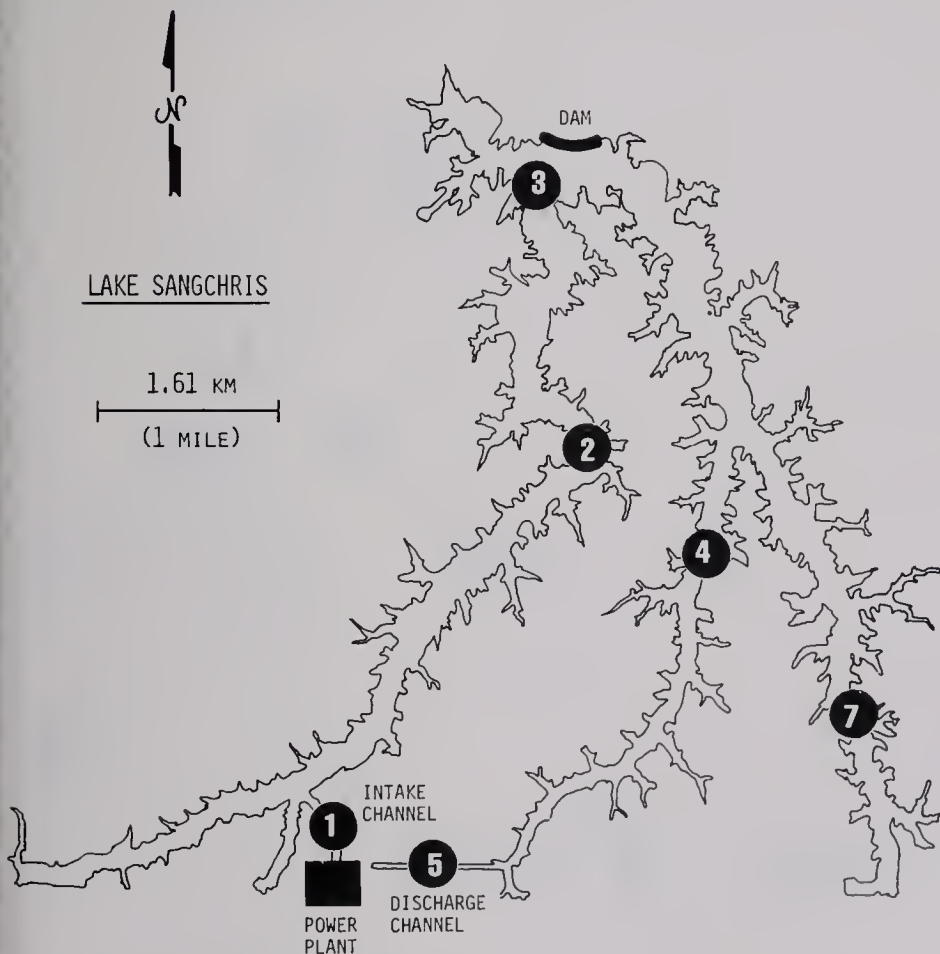 N
DAM
3
LAKE SANGCHRIS
1.61 KM
(1 MILE)
2
4
7
INTAKE
CHANNEL
1
5
DISCHARGE
CHANNEL
POWER
PLANT